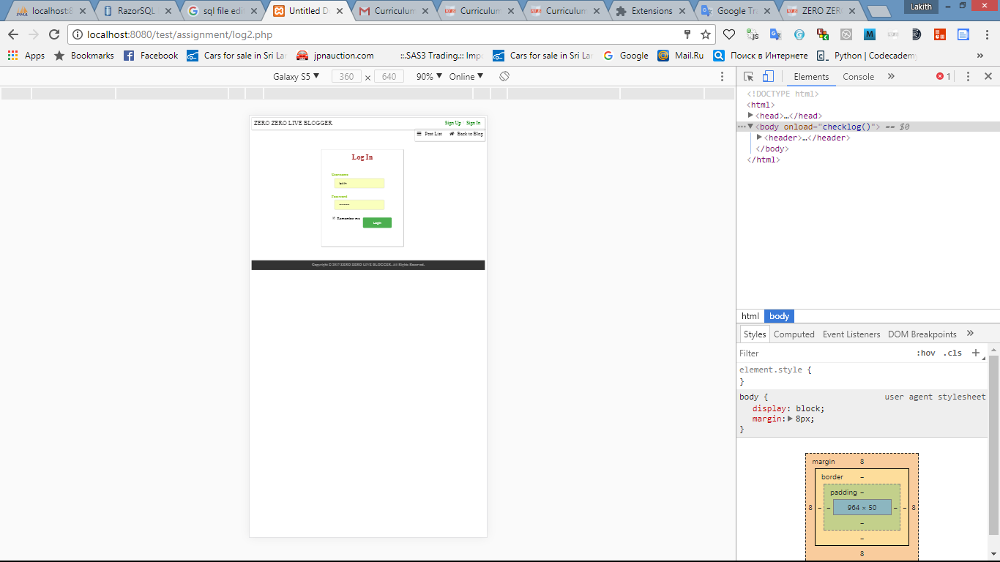 localhost:8
RazorSQL
sql file edit
Untitled D
Curriculum
Curriculum
Curriculum
Extensions
Google Tra
ZERO ZER
Lakith
localhost:8080/test/assignment/log2.php
Apps
Bookmarks
Facebook
Cars for sale in Sri La
jpnauction.com
::.SAS3 Trading.:: Imp
Cars for sale in Sri La
Google
Mail.Ru
Поиск в Интернете
Python | Codecademy
»
Galaxy S5 ▼
360 x 640
90% ▼
Online ▼
Elements
Console
»
1
ZERO ZERO LIVE BLOGGER
Sign Up
Sign In
Post List
Back to Blog
Log In
Username
lakith
Password
Remember me
Login
Copyright © 2017 ZERO ZERO LIVE BLOGGER. All Rights Reserved.
<!DOCTYPE html>
<html>
▶<head>…</head>
…▼<body onload="checklog()"> == $0
▶<header>…</header>
</body>
</html>
html
body
Styles
Computed
Event Listeners
DOM Breakpoints
»
Filter
:hov
.cls
+
element.style {
}
body {
user agent stylesheet
display: block;
margin:▶8px;
}
margin
8
border
–
padding
–
8
–
–
964 × 50
–
–
8
–
–
8